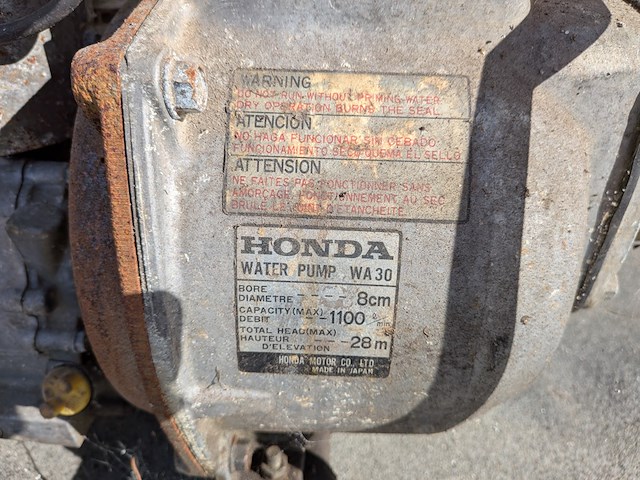 WARNING
DO NOT RUN WITHOUT PRIMING WATER
DRY OPERATION BURNS THE SEAL
ATENCION
NO HAGA FUNCIONAR SIN CEBADO
FUNCIONAMIENTO SECO QUEMA EL SELLO
ATTENSION
NE FAITES PAS FONCTIONNER SANS
AMORCAGE. FONCTIONNEMENT AU SEC
BRULE D'ETANCHEITE
HONDA
WATER PUMP WA30
BORE
DIAMETRE ---- 8cm
CAPACITY(MAX)
DEBIT -- 1100 ℓ/min
TOTAL HEAD(MAX)
HAUTEUR --- 28m
D'ELEVATION
HONDA MOTOR CO., LTD.
MADE IN JAPAN